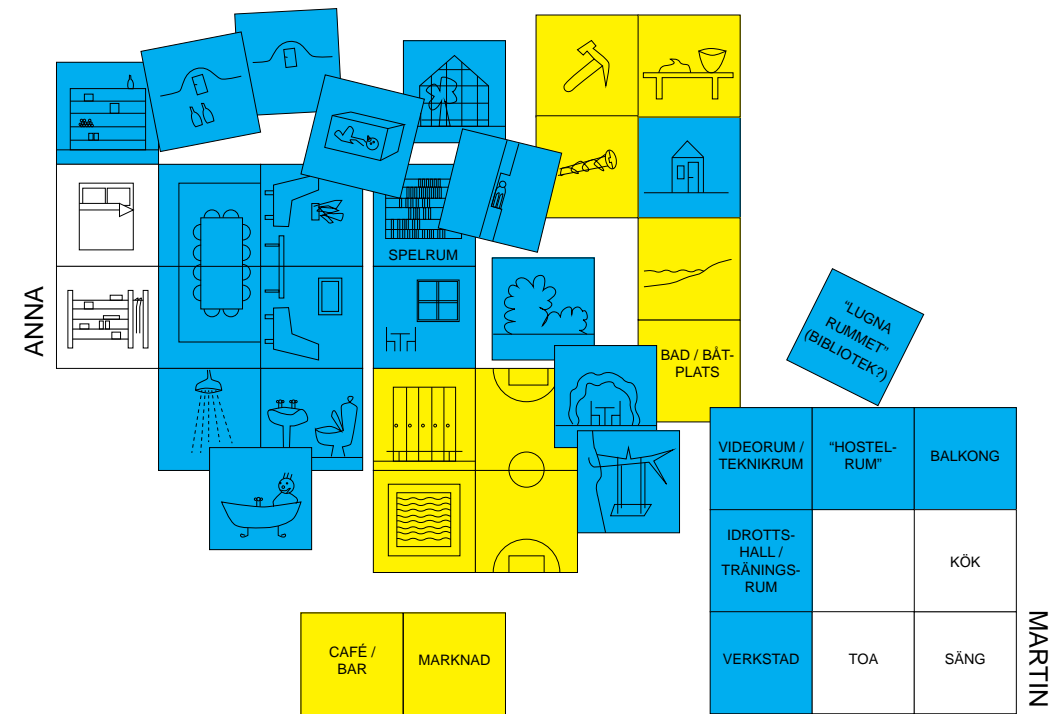 ANNA
SPELRUM
BAD / BÅT-
PLATS
“LUGNA
RUMMET”
(BIBLIOTEK?)
VIDEORUM /
TEKNIKRUM
“HOSTEL-
RUM”
BALKONG
IDROTTS-
HALL /
TRÄNINGS-
RUM
KÖK
VERKSTAD
TOA
SÄNG
MARTIN
CAFÉ /
BAR
MARKNAD